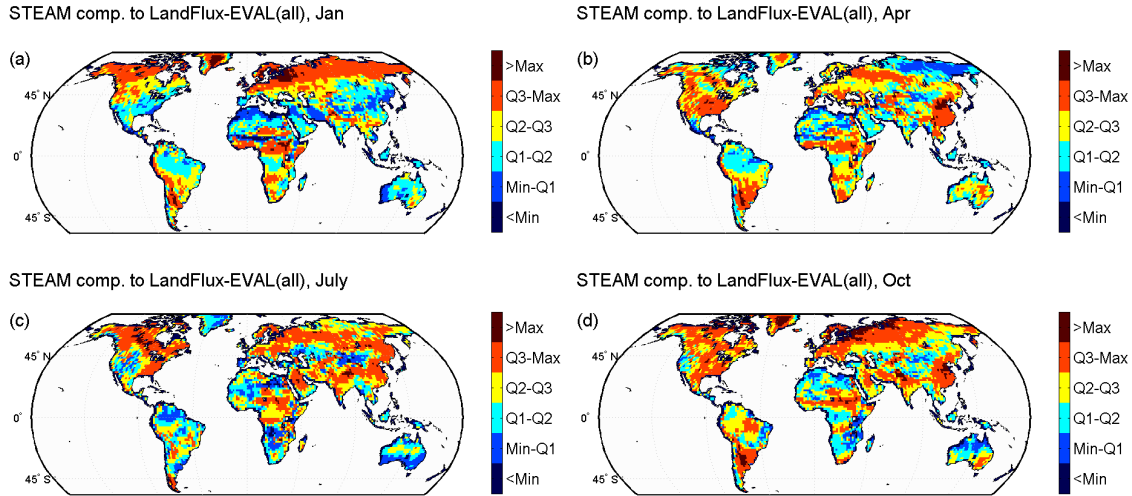 STEAM comp. to LandFlux-EVAL(all), Jan
(a)
45° N
0°
45° S
>Max
Q3-Max
Q2-Q3
Q1-Q2
Min-Q1
<Min
STEAM comp. to LandFlux-EVAL(all), Apr
(b)
45° N
0°
45° S
>Max
Q3-Max
Q2-Q3
Q1-Q2
Min-Q1
<Min
STEAM comp. to LandFlux-EVAL(all), July
(c)
45° N
0°
45° S
>Max
Q3-Max
Q2-Q3
Q1-Q2
Min-Q1
<Min
STEAM comp. to LandFlux-EVAL(all), Oct
(d)
45° N
0°
45° S
>Max
Q3-Max
Q2-Q3
Q1-Q2
Min-Q1
<Min